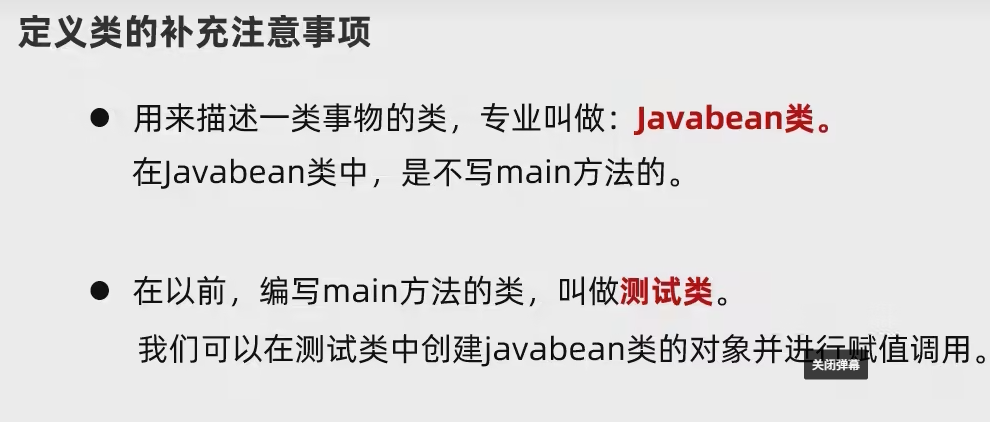 定义类的补充注意事项
用来描述一类事物的类，专业叫做：Javabean类。
在Javabean类中，是不写main方法的。
在以前，编写main方法的类，叫做测试类。
我们可以在测试类中创建javabean类的对象并进行赋值调用。
关闭弹幕